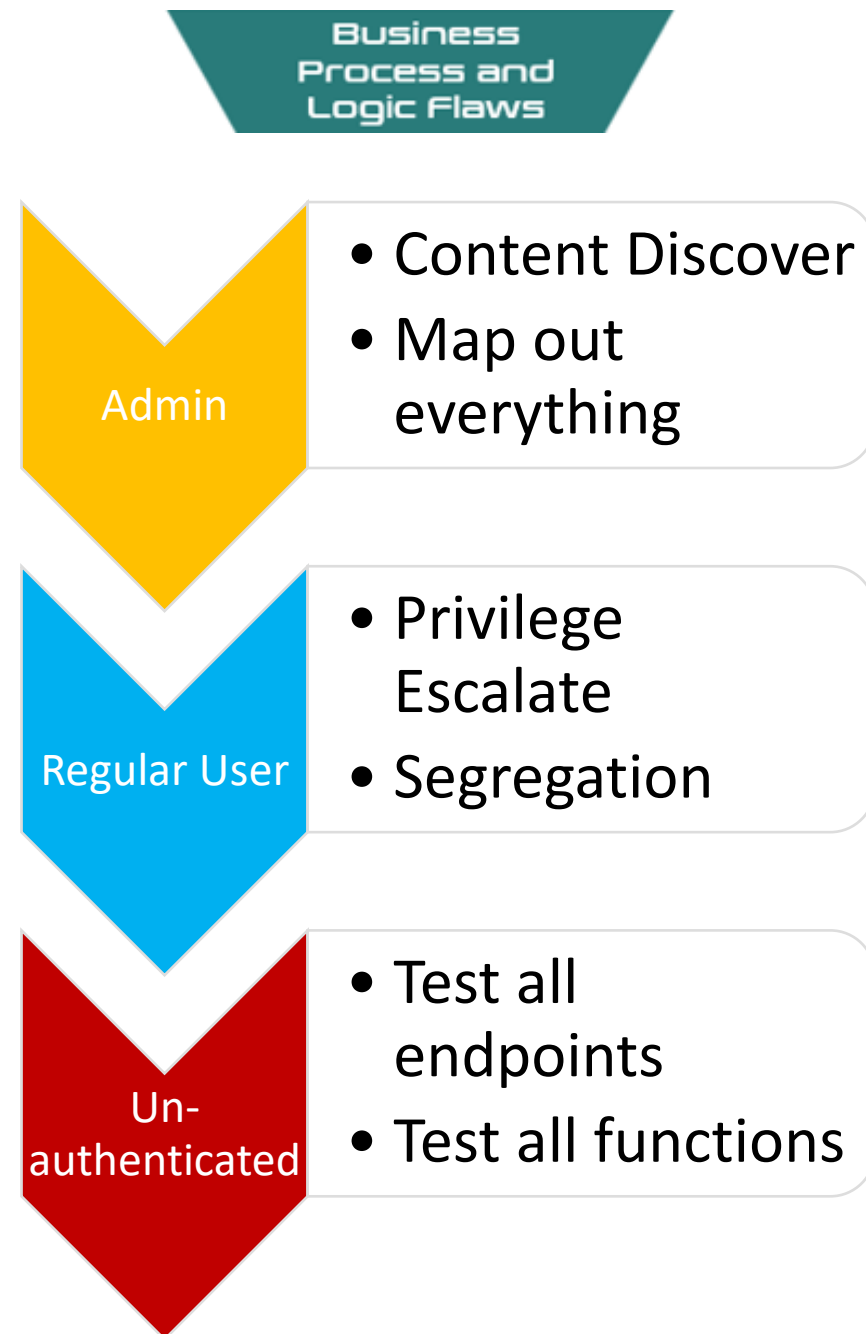 Business
Process and
Logic Flaws
Admin
• Content Discover
• Map out
everything
Regular User
• Privilege
Escalate
• Segregation
Un-
authenticated
• Test all
endpoints
• Test all functions